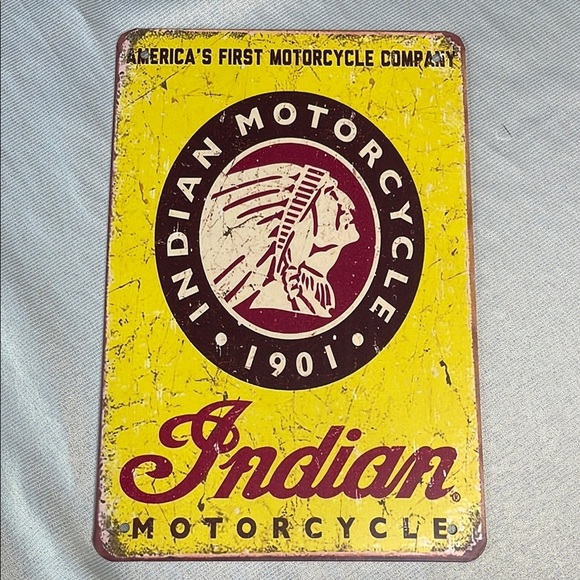 AMERICA'S FIRST MOTORCYCLE COMPANY
INDIAN MOTORCYCLE
• 1901 •
Indian®
MOTORCYCLE